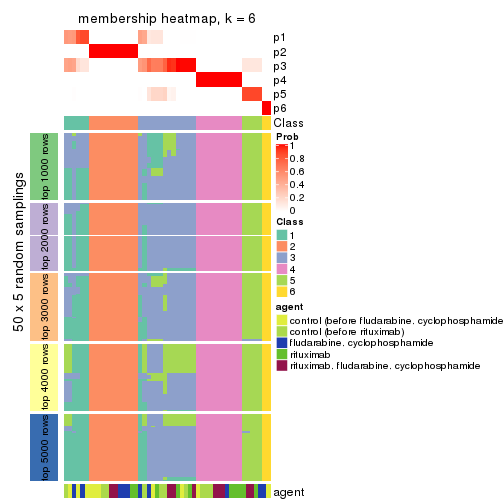 membership heatmap, k = 6
p1
p2
p3
p4
p5
p6
Class
Prob
1
0.8
0.6
0.4
0.2
0
Class
1
2
3
4
5
6
agent
control (before fludarabine. cyclophosphamide
control (before rituximab)
fludarabine. cyclophosphamide
rituximab
rituximab. fludarabine. cyclophosphamide
50 x 5 random samplings
top 1000 rows
top 2000 rows
top 3000 rows
top 4000 rows
top 5000 rows
agent